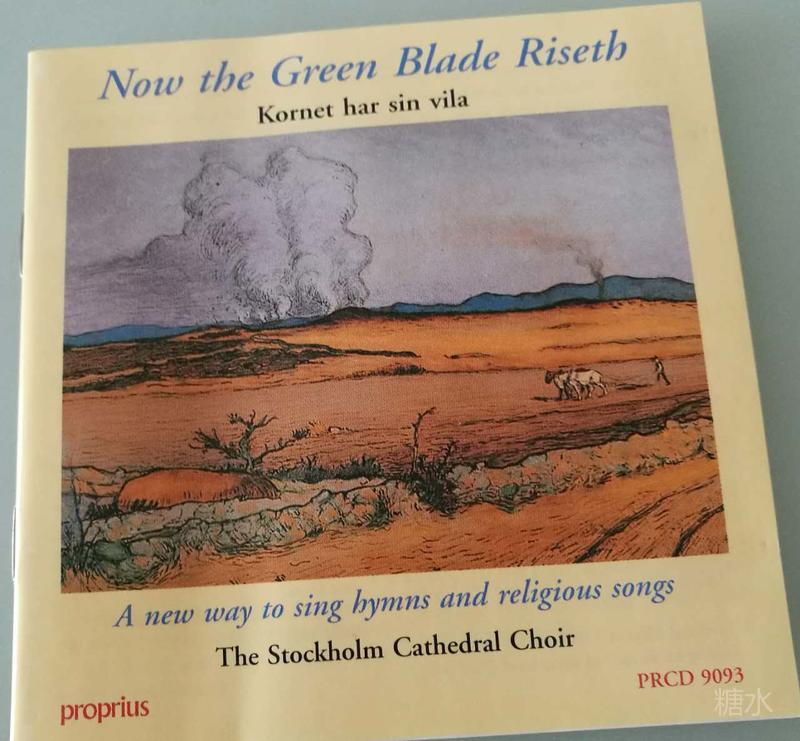 Now the Green Blade Riseth
Kornet har sin vila
A new way to sing hymns and religious songs
The Stockholm Cathedral Choir
PRCD 9093
proprius
糖水